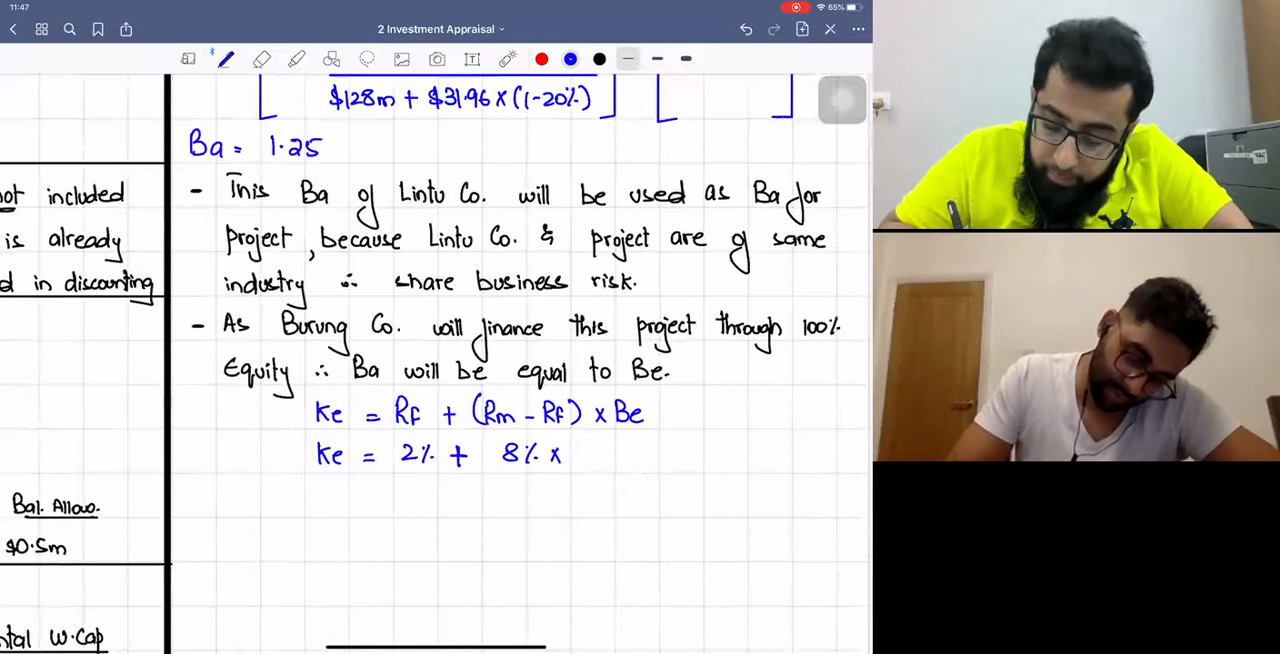 11:47
65%
2 Investment Appraisal
$128m + $31.96 x (1-20%)
Ba = 1.25
not included
is already
d in discounting
- This Ba of Lintu Co. will be used as Ba for
project, because Lintu Co. & project are of same
industry ∴ share business risk.
- As Burung Co. will finance this project through 100%
Equity ∴ Ba will be equal to Be.
Ke = Rf + (Rm - Rf) x Be
Ke = 2% + 8% x
Bal. Allow.
$0.5m
ntal W.Cap